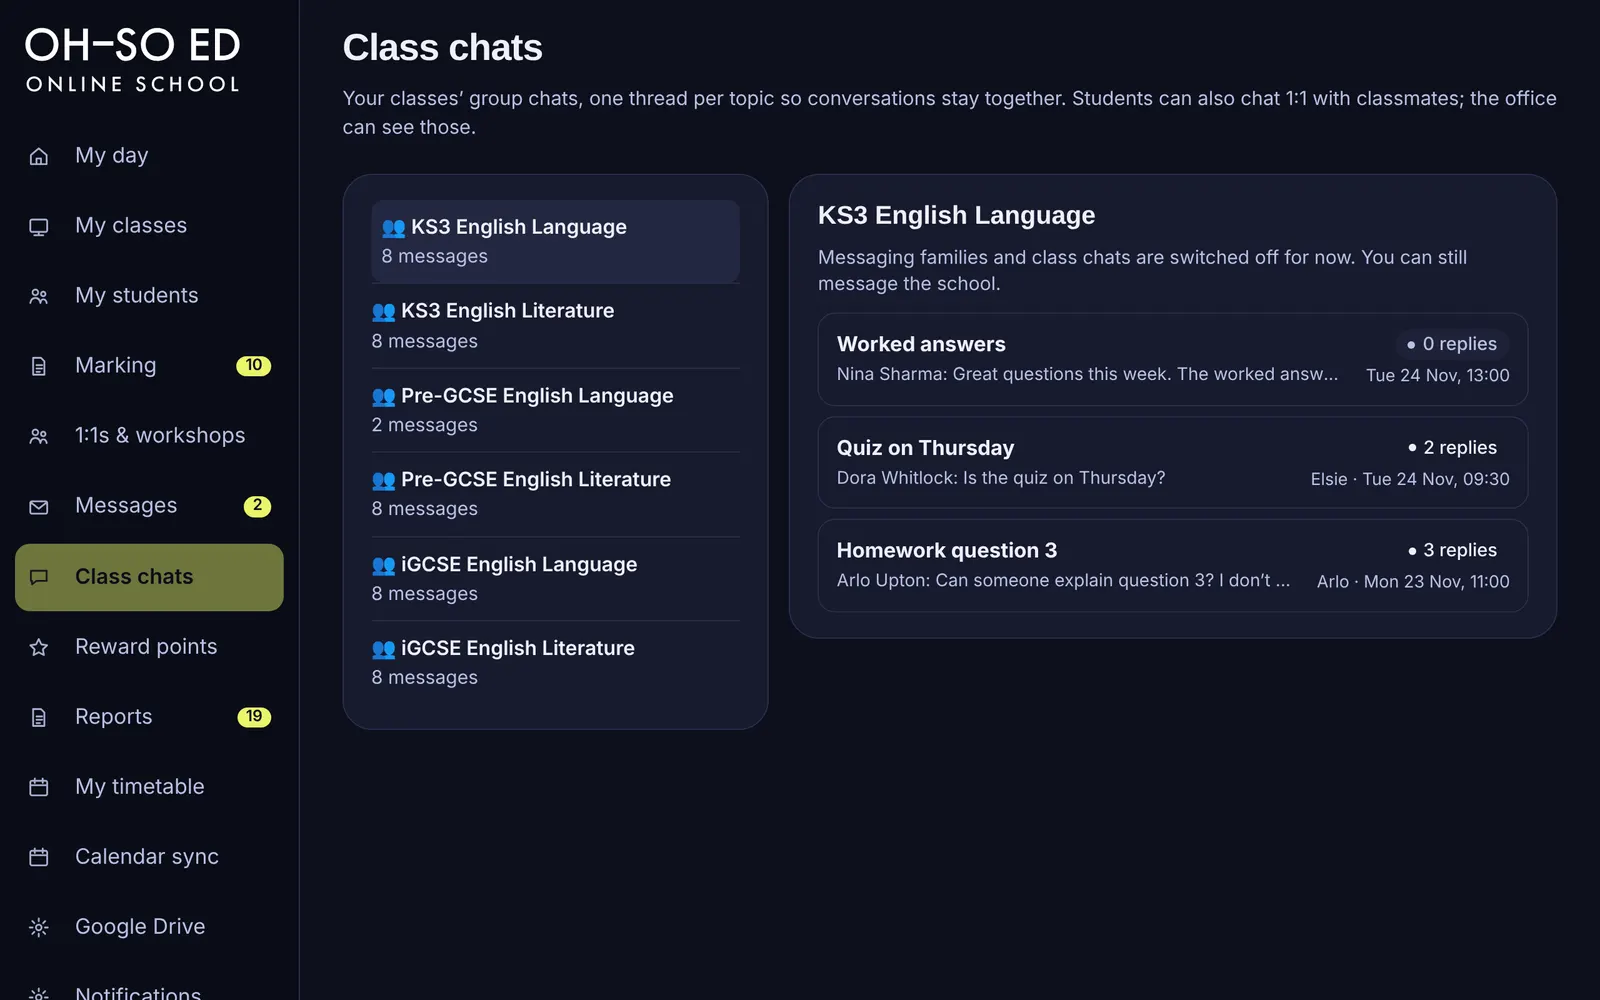 OH–SO ED
ONLINE SCHOOL
My day
My classes
My students
Marking 10
1:1s & workshops
Messages 2
Class chats
Reward points
Reports 19
My timetable
Calendar sync
Google Drive
Notifications
Class chats
Your classes’ group chats, one thread per topic so conversations stay together. Students can also chat 1:1 with classmates; the office
can see those.
KS3 English Language
8 messages
KS3 English Literature
8 messages
Pre-GCSE English Language
2 messages
Pre-GCSE English Literature
8 messages
iGCSE English Language
8 messages
iGCSE English Literature
8 messages
KS3 English Language
Messaging families and class chats are switched off for now. You can still
message the school.
Worked answers • 0 replies
Nina Sharma: Great questions this week. The worked answ... Tue 24 Nov, 13:00
Quiz on Thursday • 2 replies
Dora Whitlock: Is the quiz on Thursday? Elsie · Tue 24 Nov, 09:30
Homework question 3 • 3 replies
Arlo Upton: Can someone explain question 3? I don’t ... Arlo · Mon 23 Nov, 11:00